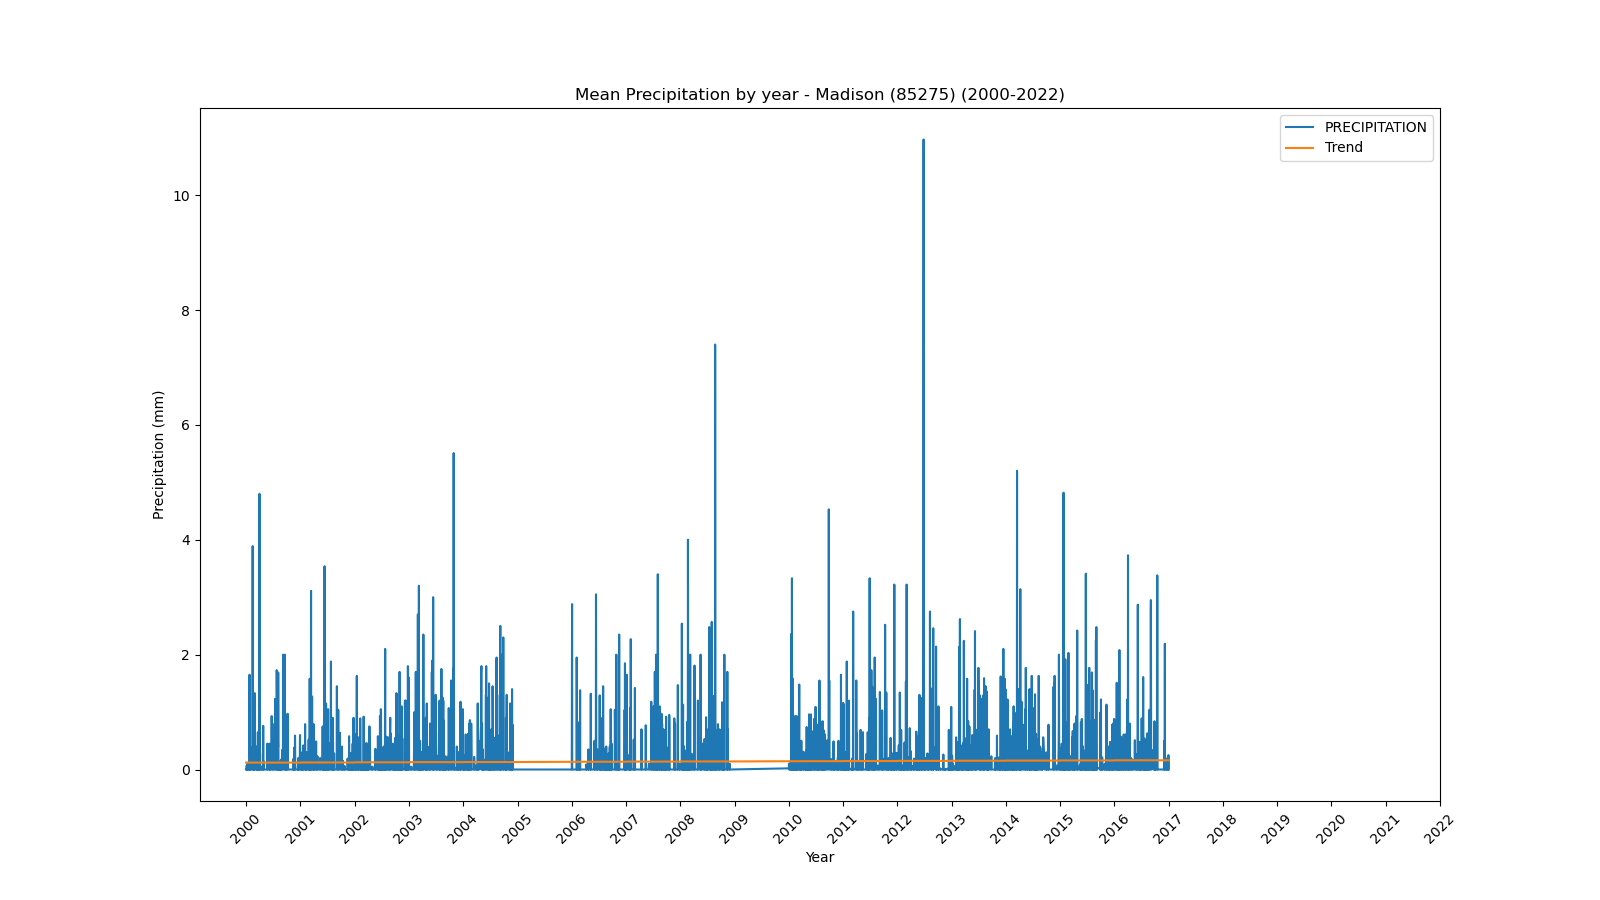 Mean Precipitation by year - Madison (85275) (2000-2022)
PRECIPITATION
Trend
10
8
6
4
2
0
Precipitation (mm)
2000 2001 2002 2003 2004 2005 2006 2007 2008 2009 2010 2011 2012 2013 2014 2015 2016 2017 2018 2019 2020 2021 2022
Year